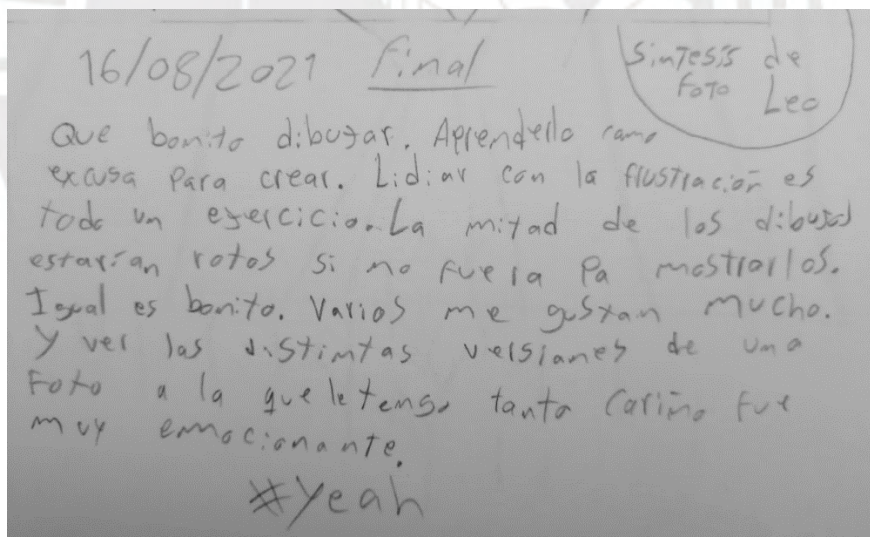 16/08/2021 final
Sintesis de
foto Leo
Que bonito dibujar. Aprenderlo como
excusa para crear. Lidiar con la frustración es
todo un ejercicio. La mitad de los dibujos
estarían rotos si no fuera pa mostrarlos.
Igual es bonito. Varios me gustan mucho.
Y ver las distintas versiones de una
foto a la que le tengo tanto cariño fue
muy emocionante.
#yeah